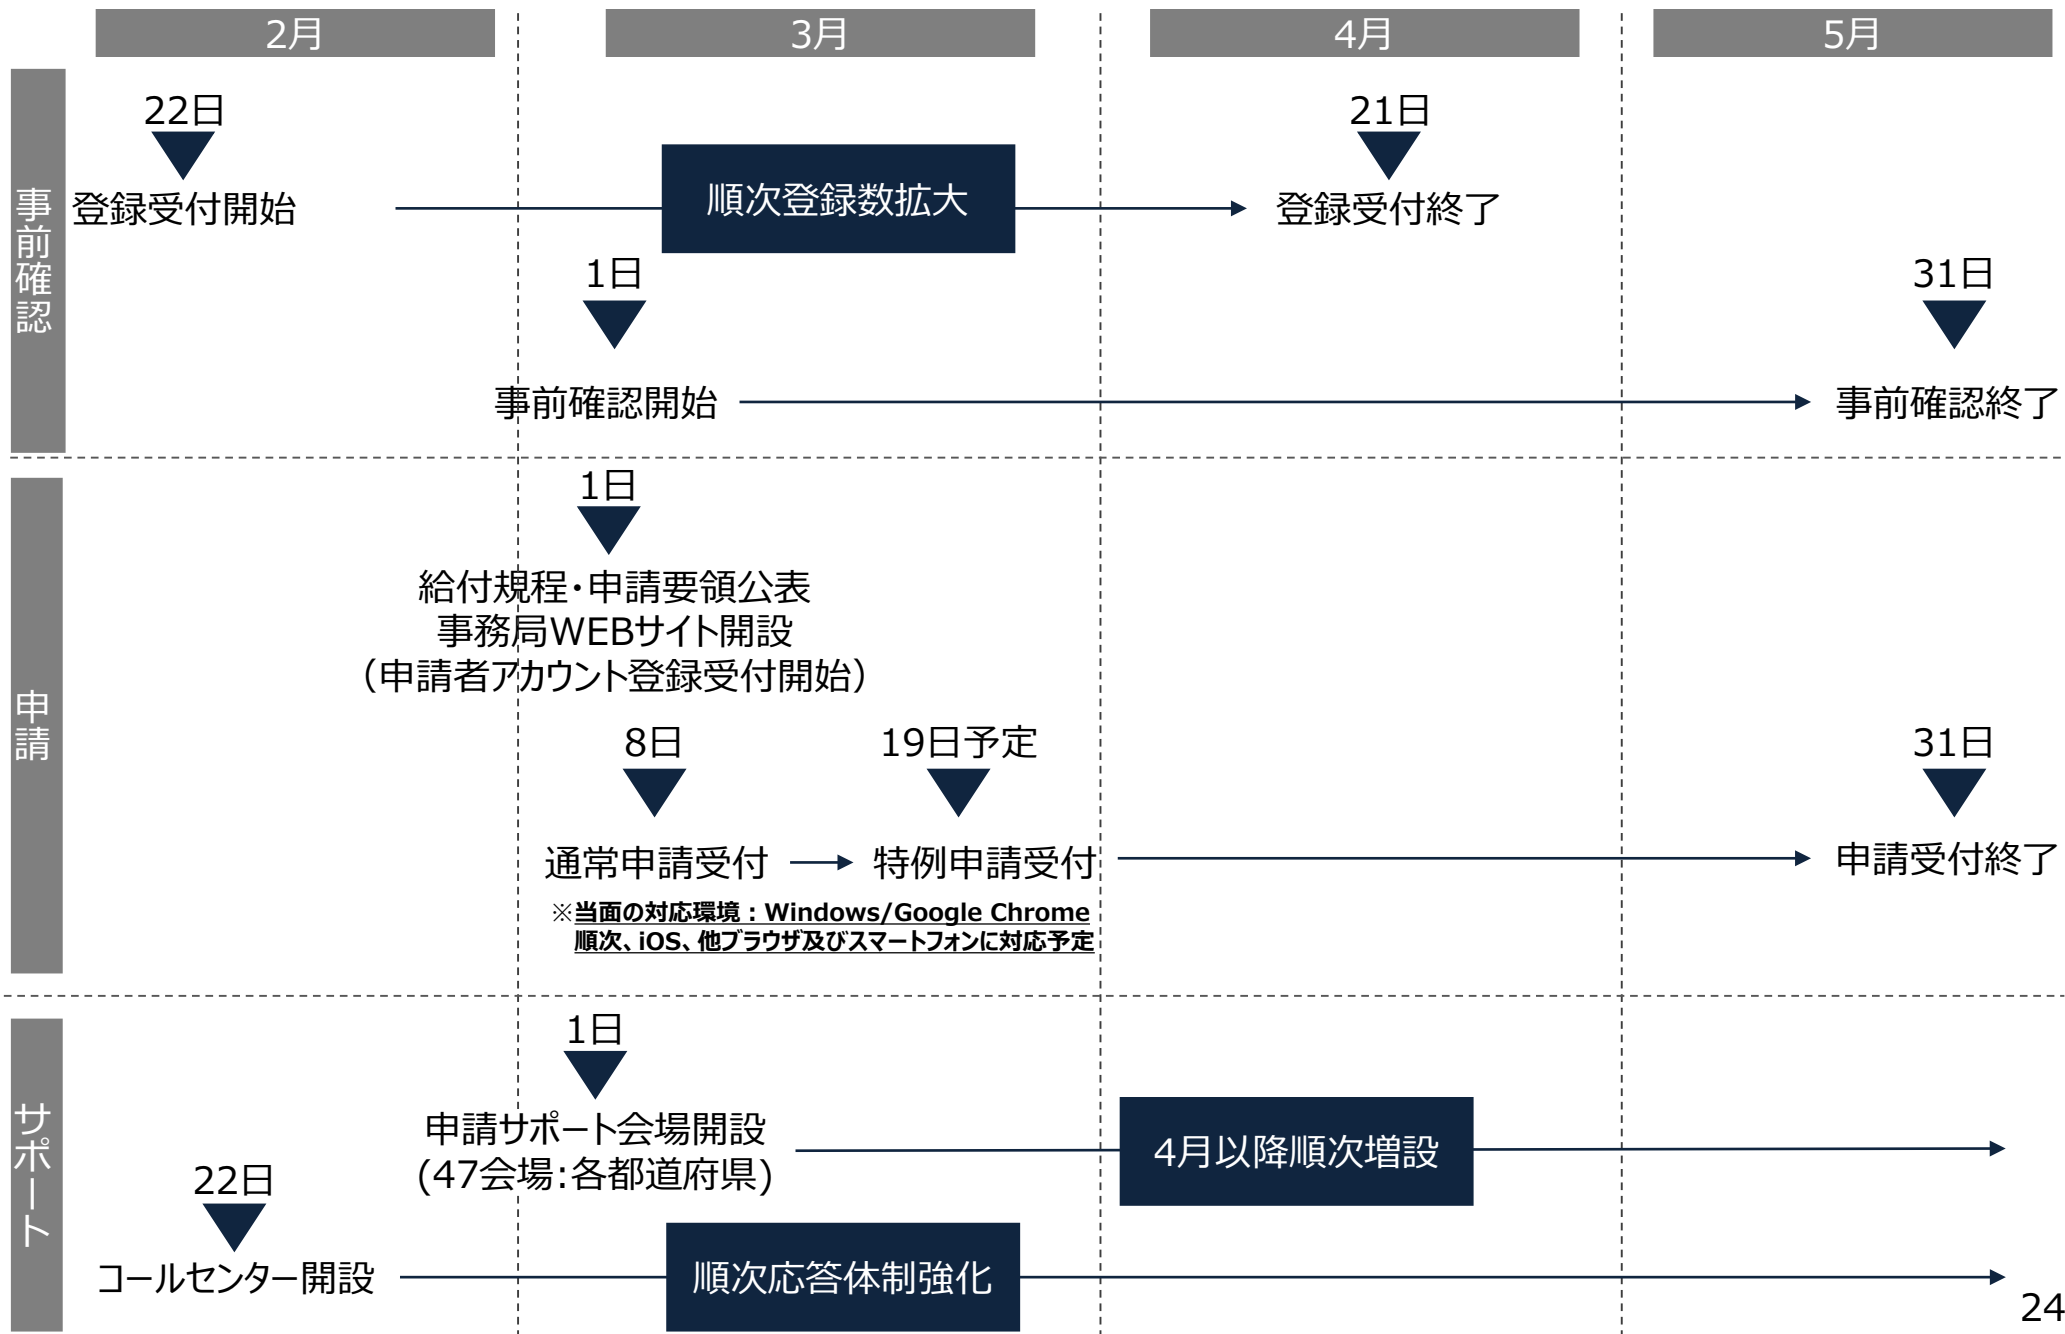 2月
3月
4月
5月
事前確認
22日
登録受付開始
順次登録数拡大
21日
登録受付終了
1日
事前確認開始
31日
事前確認終了
申請
1日
給付規程・申請要領公表
事務局WEBサイト開設
（申請者アカウント登録受付開始）
8日
通常申請受付
19日予定
特例申請受付
31日
申請受付終了
※当面の対応環境：Windows/Google Chrome
順次、iOS、他ブラウザ及びスマートフォンに対応予定
サポート
1日
申請サポート会場開設
(47会場:各都道府県)
4月以降順次増設
22日
コールセンター開設
順次応答体制強化
24